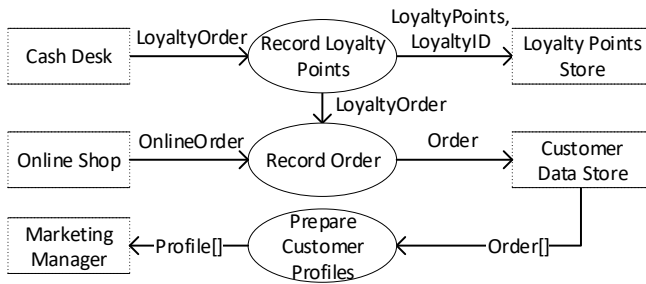 LoyaltyPoints,
LoyaltyOrder
LoyaltyID
Cash Desk
Record Loyalty
Points
Loyalty Points
Store
LoyaltyOrder
OnlineOrder
Order
Online Shop
Record Order
Customer
Data Store
Marketing
Manager
Profile[]
Prepare
Customer
Profiles
Order[]